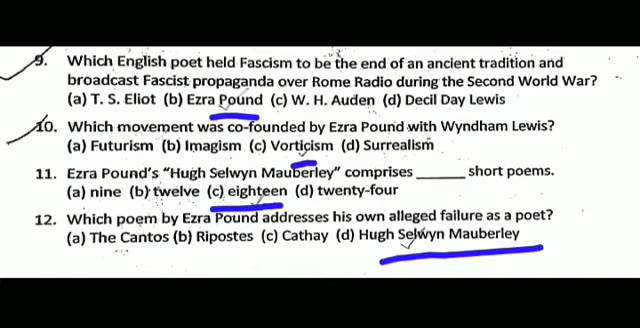 9. Which English poet held Fascism to be the end of an ancient tradition and
broadcast Fascist propaganda over Rome Radio during the Second World War?
(a) T. S. Eliot (b) Ezra Pound (c) W. H. Auden (d) Decil Day Lewis
10. Which movement was co-founded by Ezra Pound with Wyndham Lewis?
(a) Futurism (b) Imagism (c) Vorticism (d) Surrealism
11. Ezra Pound's "Hugh Selwyn Mauberley" comprises ______ short poems.
(a) nine (b) twelve (c) eighteen (d) twenty-four
12. Which poem by Ezra Pound addresses his own alleged failure as a poet?
(a) The Cantos (b) Ripostes (c) Cathay (d) Hugh Selwyn Mauberley